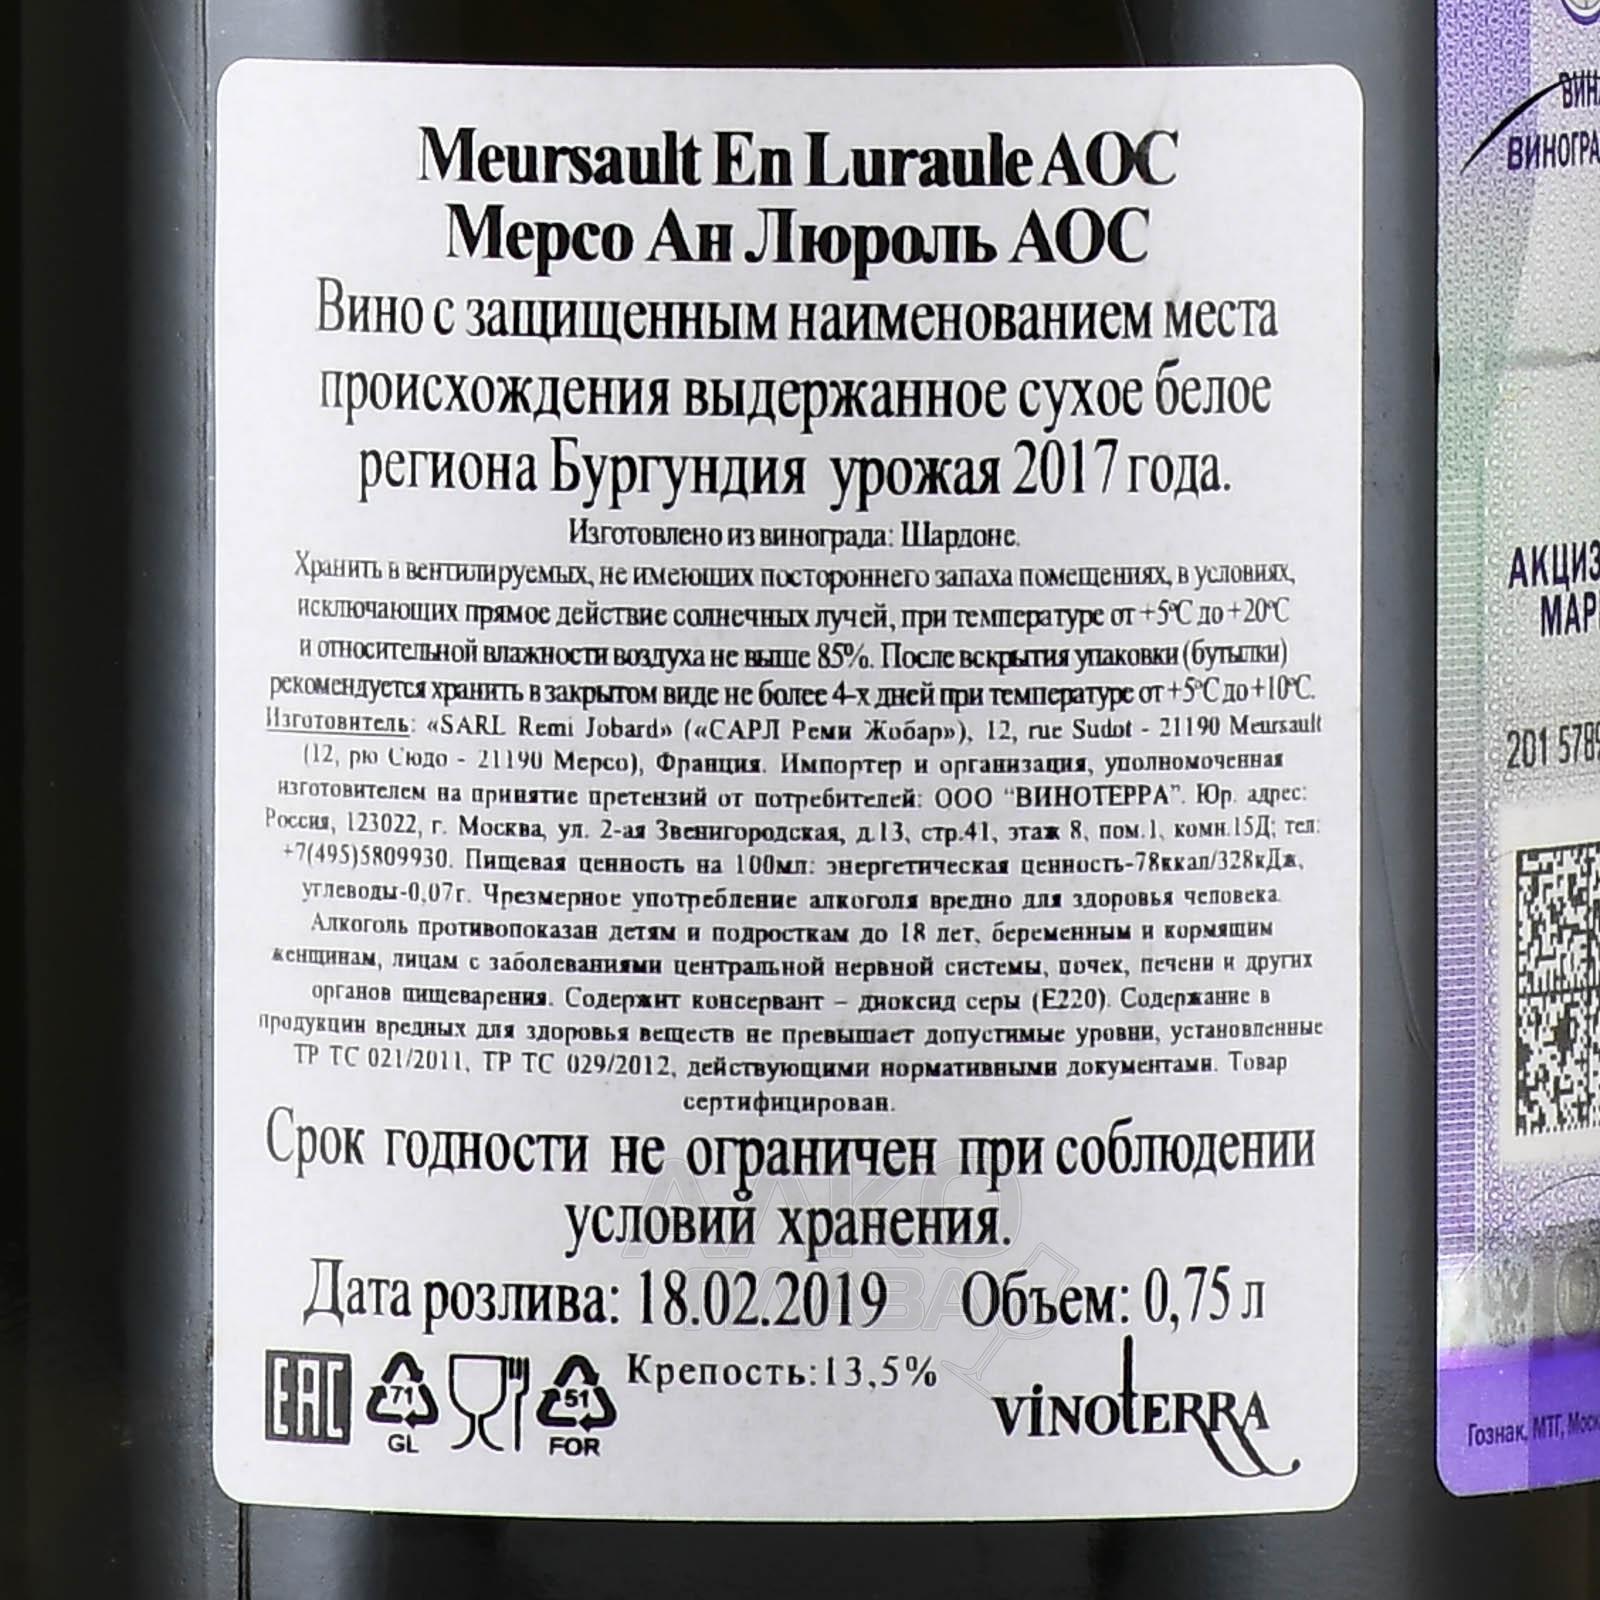 Meursault En Luraule AOC
Мерсо Ан Люроль АОС
Вино с защищенным наименованием места
происхождения выдержанное сухое белое
региона Бургундия урожая 2017 года.
Изготовлено из винограда: Шардоне.
Хранить в вентилируемых, не имеющих постороннего запаха помещениях, в условиях,
исключающих прямое действие солнечных лучей, при температуре от +5°C до +20°C
и относительной влажности воздуха не выше 85%. После вскрытия упаковки (бутылки)
рекомендуется хранить в закрытом виде не более 4-х дней при температуре от +5°C до +10°C.
Изготовитель: «SARL Remi Jobard» («САРЛ Реми Жобар»), 12, rue Sudot - 21190 Meursault
(12, рю Сюдо - 21190 Мерсо), Франция. Импортер и организация, уполномоченная
изготовителем на принятие претензий от потребителей: ООО "ВИНОТЕРРА". Юр. адрес:
Россия, 123022, г. Москва, ул. 2-ая Звенигородская, д.13, стр.41, этаж 8, пом.1, комн.15Д; тел:
+7(495)5809930. Пищевая ценность на 100мл: энергетическая ценность-78ккал/328кДж,
углеводы-0,07г. Чрезмерное употребление алкоголя вредно для здоровья человека.
Алкоголь противопоказан детям и подросткам до 18 лет, беременным и кормящим
женщинам, лицам с заболеваниями центральной нервной системы, почек, печени и других
органов пищеварения. Содержит консервант – диоксид серы (Е220). Содержание в
продукции вредных для здоровья веществ не превышает допустимые уровни, установленные
ТР ТС 021/2011, ТР ТС 029/2012, действующими нормативными документами. Товар
сертифицирован.
Срок годности не ограничен при соблюдении
условий хранения.
Дата розлива: 18.02.2019 Объем: 0,75 л
EAC 71 GL 51 FOR Крепость:13,5%
VINOTERRA
АЛКО
СЛАВА
ВИН
ВИНОГРА
АКЦИЗ
МАР
201 578
Гознак, МТГ, Моск